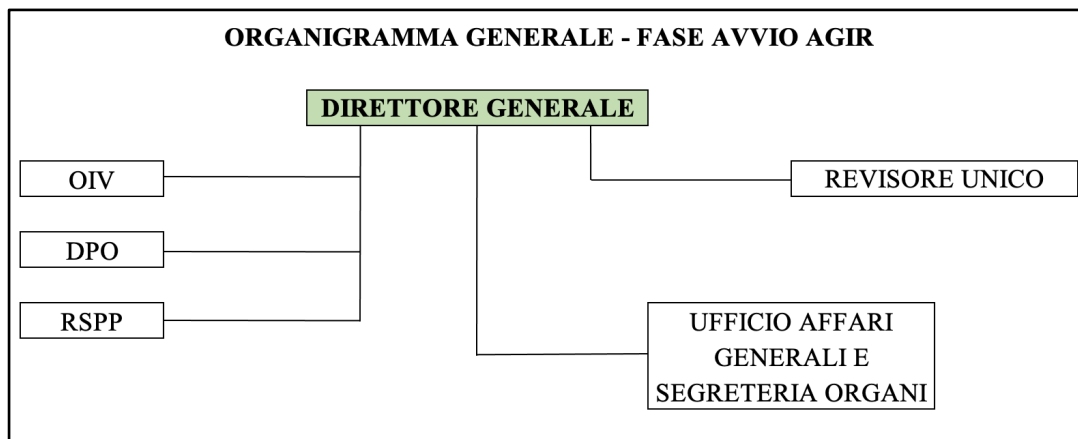 ORGANIGRAMMA GENERALE - FASE AVVIO AGIR
DIRETTORE GENERALE
OIV
REVISORE UNICO
DPO
RSPP
UFFICIO AFFARI
GENERALI E
SEGRETERIA ORGANI